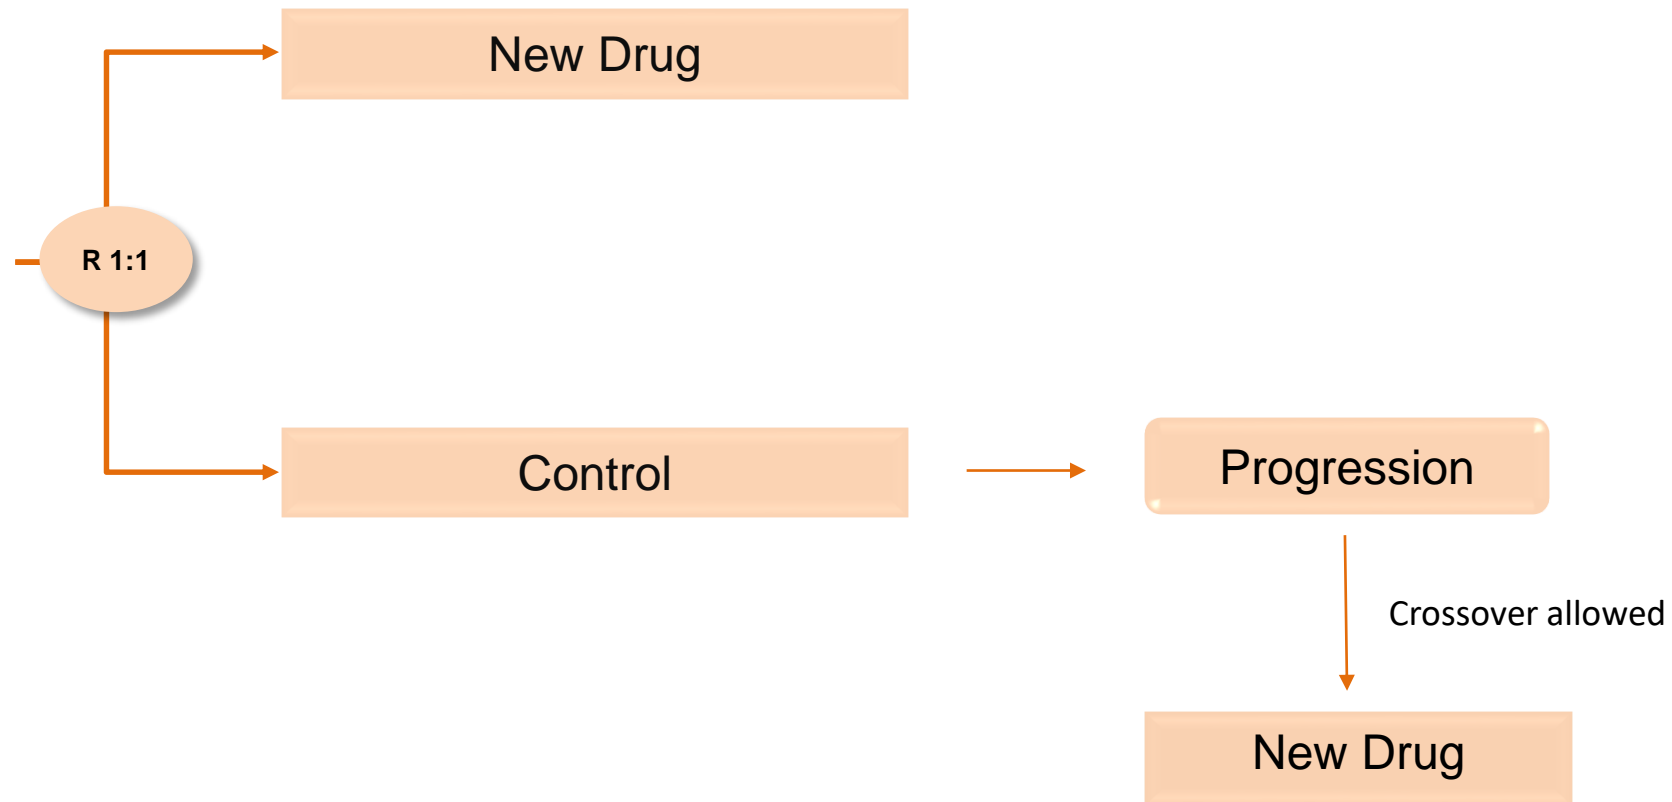 New Drug
R 1:1
Control
Progression
Crossover allowed
New Drug